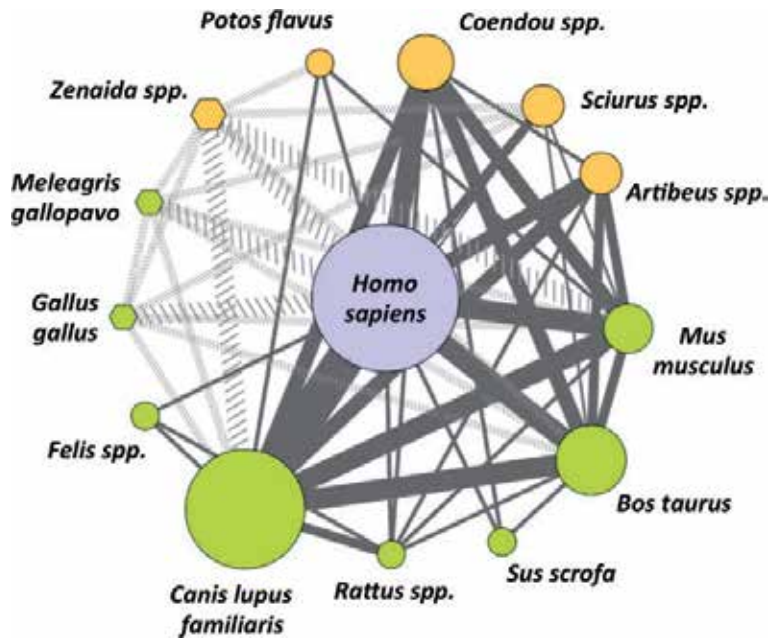 Potos flavus
Coendou spp.
Zenaida spp.
Sciurus spp.
Meleagris
gallopavo
Artibeus spp.
Homo
sapiens
Gallus
gallus
Mus
musculus
Felis spp.
Bos taurus
Canis lupus
familiaris
Rattus spp.
Sus scrofa